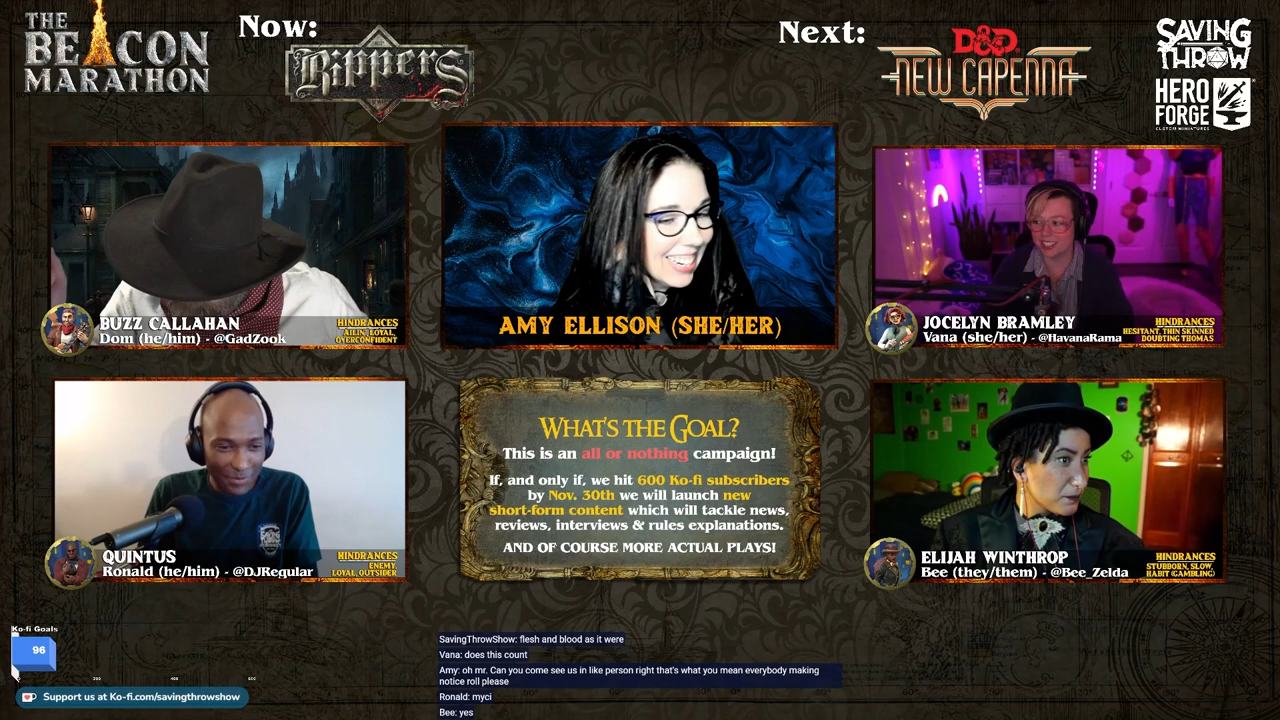 THE
BEACON
MARATHON
Now:
Rippers
Next:
D&D
NEW CAPENNA
SAVING
THROW
HERO
FORGE
CUSTOM MINIATURES
BUZZ CALLAHAN
Dom (he/him) - @GadZook
HINDRANCES
AILIN', LOYAL,
OVERCONFIDENT
AMY ELLISON (SHE/HER)
JOCELYN BRAMLEY
Vana (she/her) - @HavanaRama
HINDRANCES
HESITANT, THIN SKINNED
DOUBTING THOMAS
QUINTUS
Ronald (he/him) - @DJRegular
HINDRANCES
ENEMY,
LOYAL, OUTSIDER
WHAT'S THE GOAL?
This is an all or nothing campaign!
If, and only if, we hit 600 Ko-fi subscribers
by Nov. 30th we will launch new
short-form content which will tackle news,
reviews, interviews & rules explanations.
AND OF COURSE MORE ACTUAL PLAYS!
ELIJAH WINTHROP
Bee (they/them) - @Bee_Zelda
HINDRANCES
STUBBORN, SLOW,
HABIT (GAMBLING)
Ko-fi Goals
96
200
400
600
Support us at Ko-fi.com/savingthrowshow
SavingThrowShow: flesh and blood as it were
Vana: does this count
Amy: oh mr. Can you come see us in like person right that's what you mean everybody making
notice roll please
Ronald: myci
Bee: yes